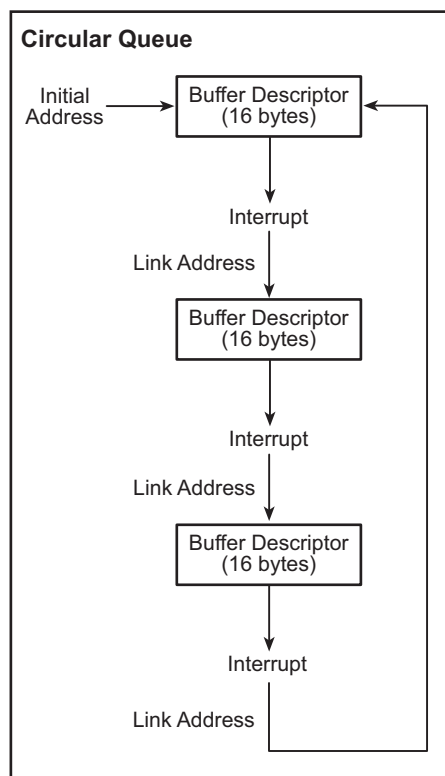 Circular Queue
Initial
Address
Buffer Descriptor
(16 bytes)
Interrupt
Link Address
Buffer Descriptor
(16 bytes)
Interrupt
Link Address
Buffer Descriptor
(16 bytes)
Interrupt
Link Address